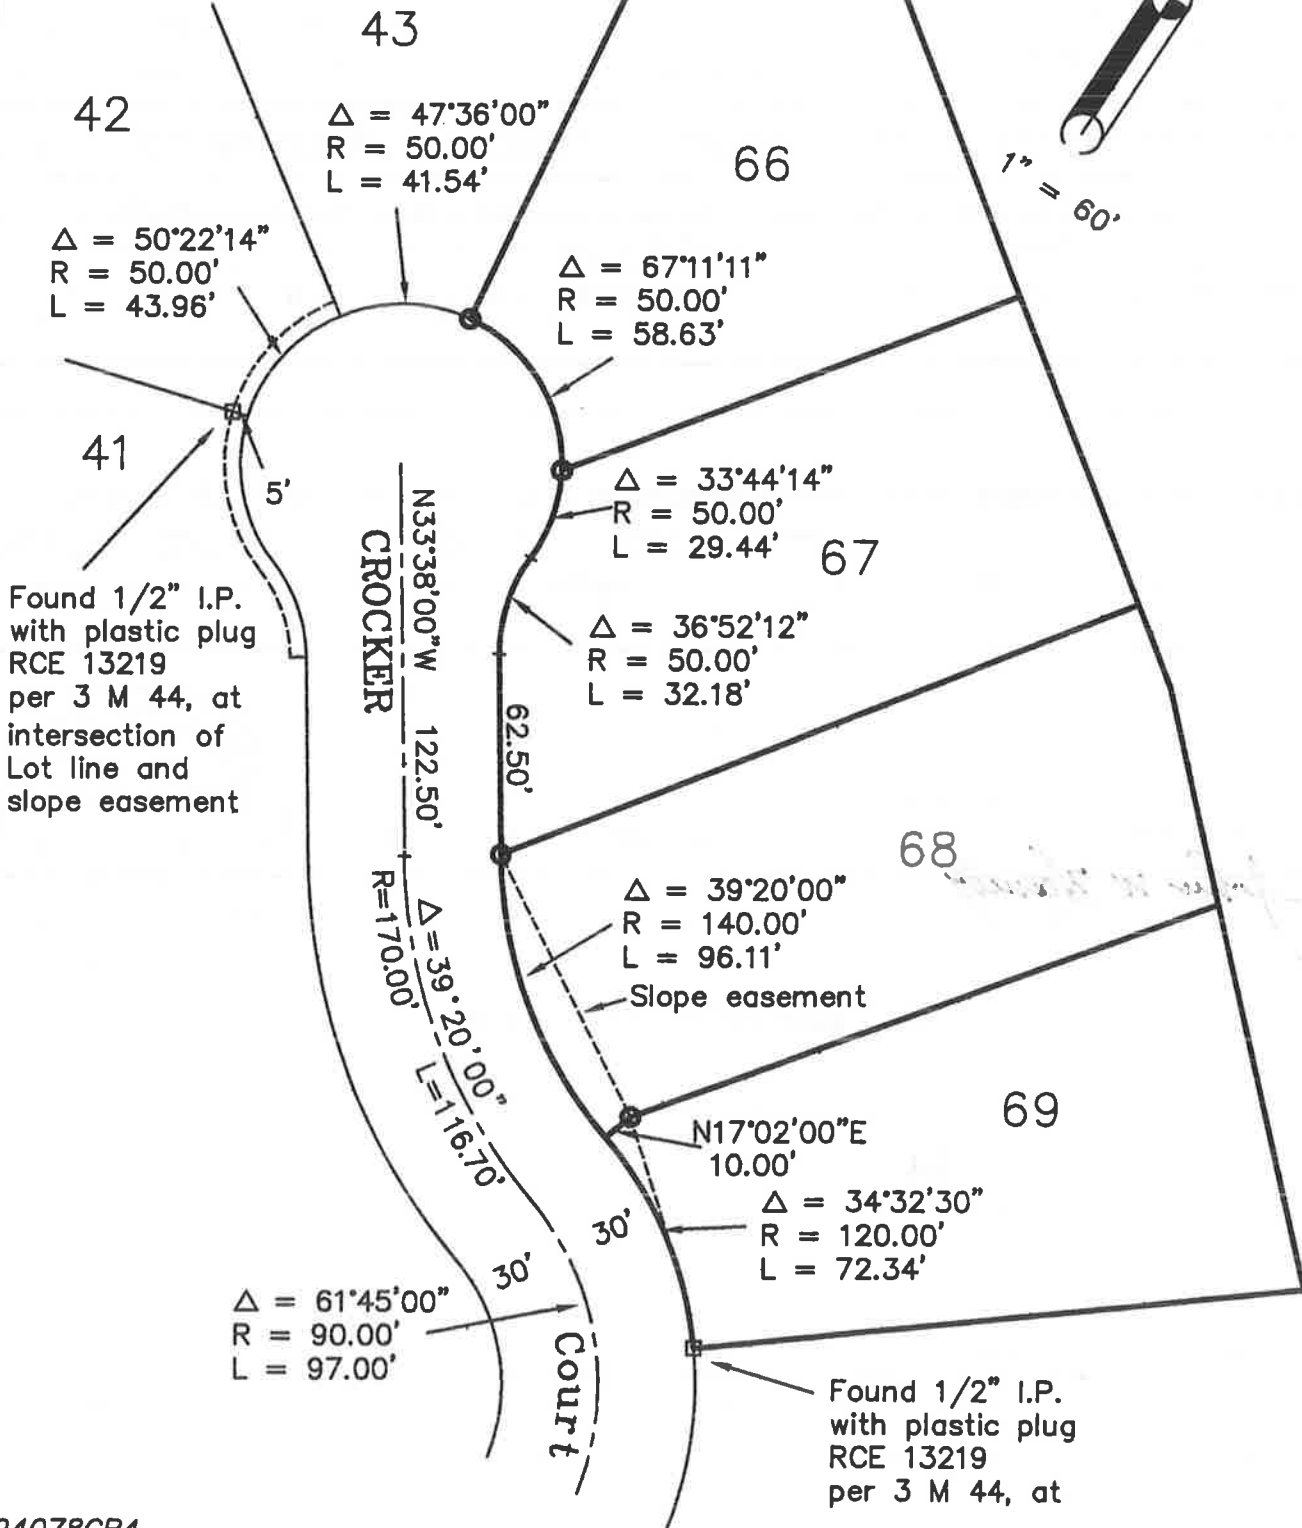 43
42
Δ = 47°36'00"
R = 50.00'
L = 41.54'
66
1" = 60'
Δ = 50°22'14"
R = 50.00'
L = 43.96'
Δ = 67°11'11"
R = 50.00'
L = 58.63'
41
5'
Δ = 33°44'14"
R = 50.00'
L = 29.44'
67
N33°38'00"W 122.50'
CROCKER
Found 1/2" I.P.
with plastic plug
RCE 13219
per 3 M 44, at
intersection of
Lot line and
slope easement
Δ = 36°52'12"
R = 50.00'
L = 32.18'
62.50'
68
Δ = 39°20'00"
R = 140.00'
L = 96.11'
Slope easement
R=170.00'
Δ=39°20'00"
L=116.70'
69
N17°02'00"E
10.00'
Δ = 34°32'30"
R = 120.00'
L = 72.34'
30'
30'
Δ = 61°45'00"
R = 90.00'
L = 97.00'
Court
Found 1/2" I.P.
with plastic plug
RCE 13219
per 3 M 44, at